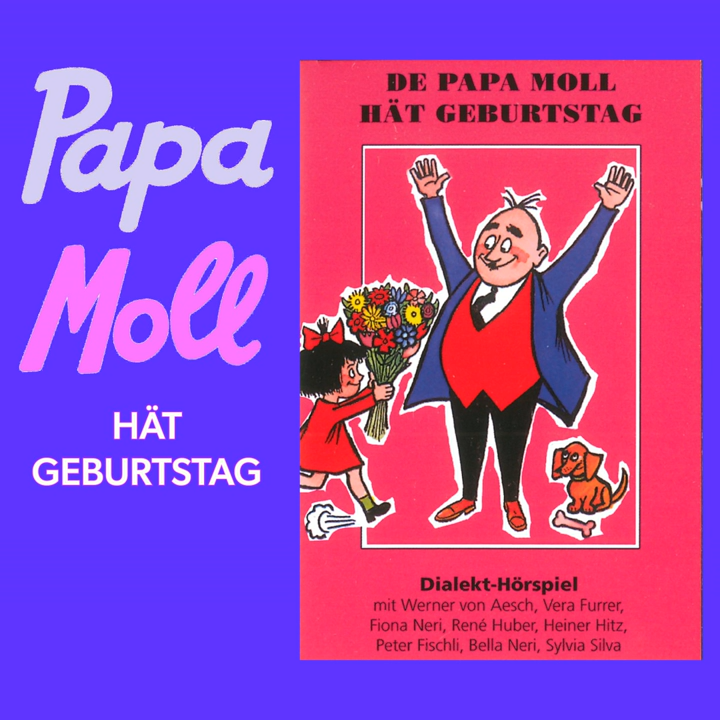 Papa
Moll
HÄT
GEBURTSTAG
DE PAPA MOLL
HÄT GEBURTSTAG
Dialekt-Hörspiel
mit Werner von Aesch, Vera Furrer,
Fiona Neri, René Huber, Heiner Hitz,
Peter Fischli, Bella Neri, Sylvia Silva